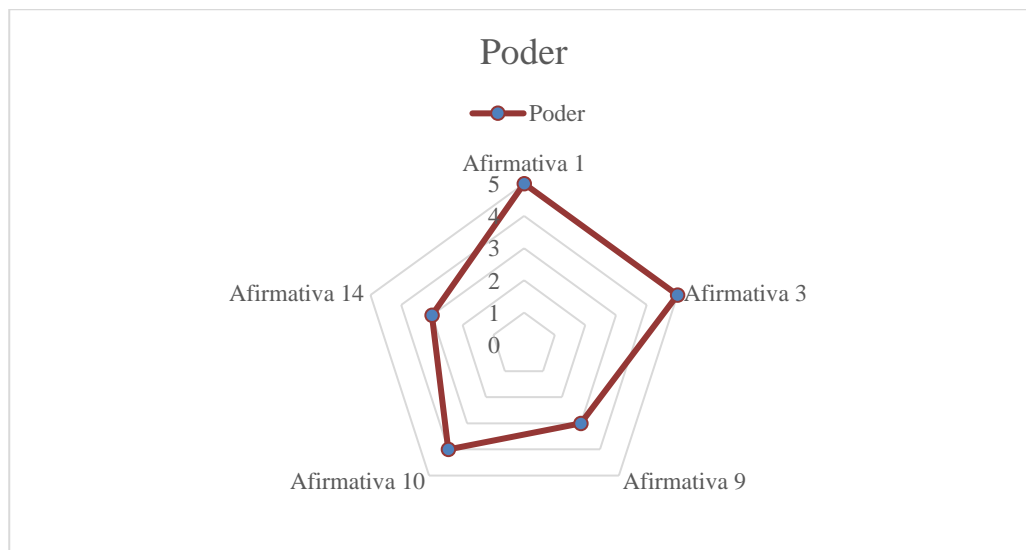 Poder
Poder
Afirmativa 1
5
4
3
2
1
0
Afirmativa 14
Afirmativa 3
Afirmativa 10
Afirmativa 9